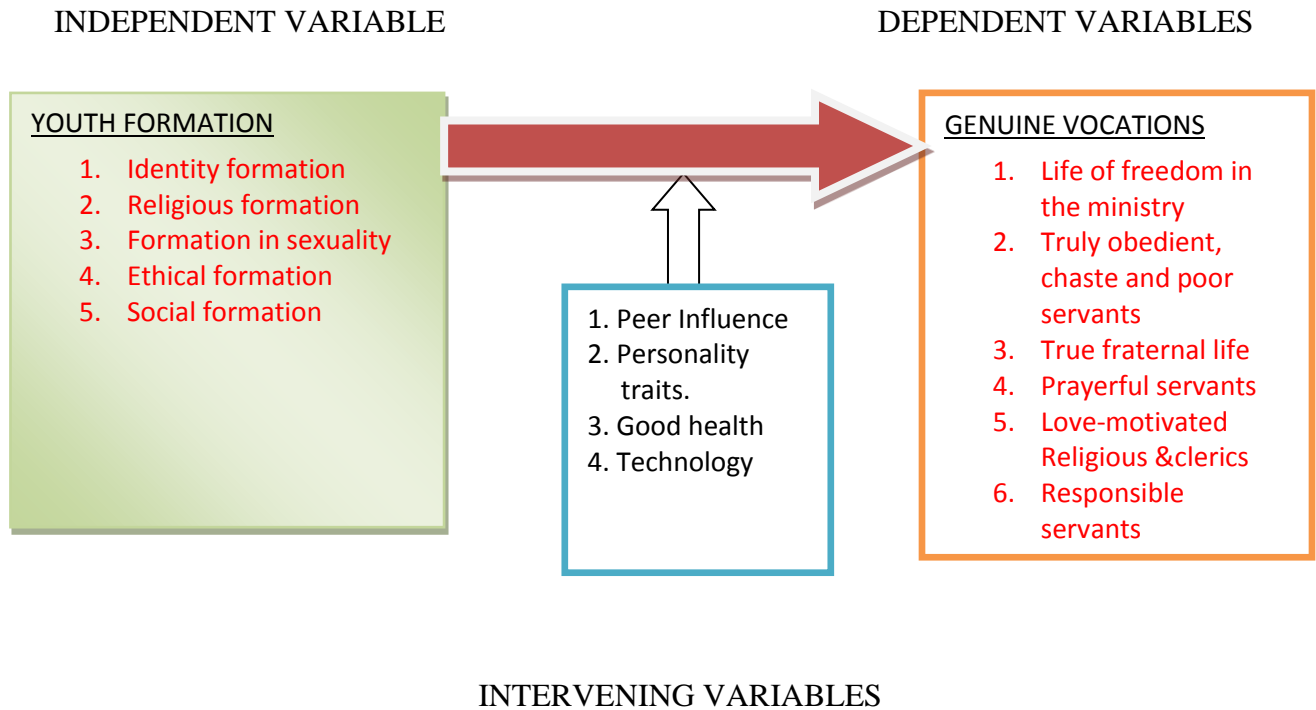 INDEPENDENT VARIABLE
DEPENDENT VARIABLES
YOUTH FORMATION
1. Identity formation
2. Religious formation
3. Formation in sexuality
4. Ethical formation
5. Social formation
1. Peer Influence
2. Personality
traits.
3. Good health
4. Technology
GENUINE VOCATIONS
1. Life of freedom in
the ministry
2. Truly obedient,
chaste and poor
servants
3. True fraternal life
4. Prayerful servants
5. Love-motivated
Religious &clerics
6. Responsible
servants
INTERVENING VARIABLES